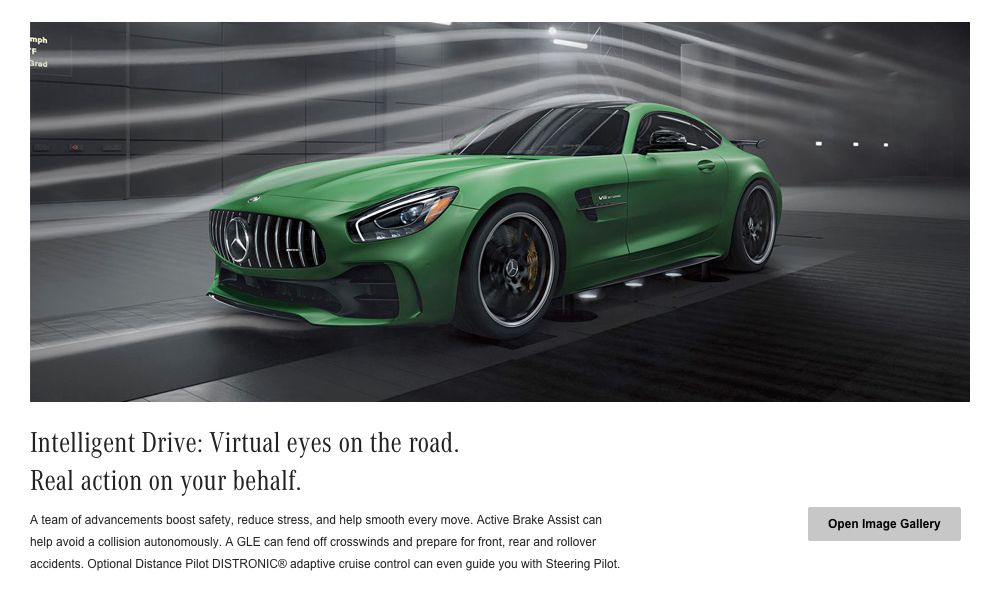 mph
°F
Grad
V8 BITURBO
Intelligent Drive: Virtual eyes on the road.
Real action on your behalf.
A team of advancements boost safety, reduce stress, and help smooth every move. Active Brake Assist can
help avoid a collision autonomously. A GLE can fend off crosswinds and prepare for front, rear and rollover
accidents. Optional Distance Pilot DISTRONIC® adaptive cruise control can even guide you with Steering Pilot.
Open Image Gallery